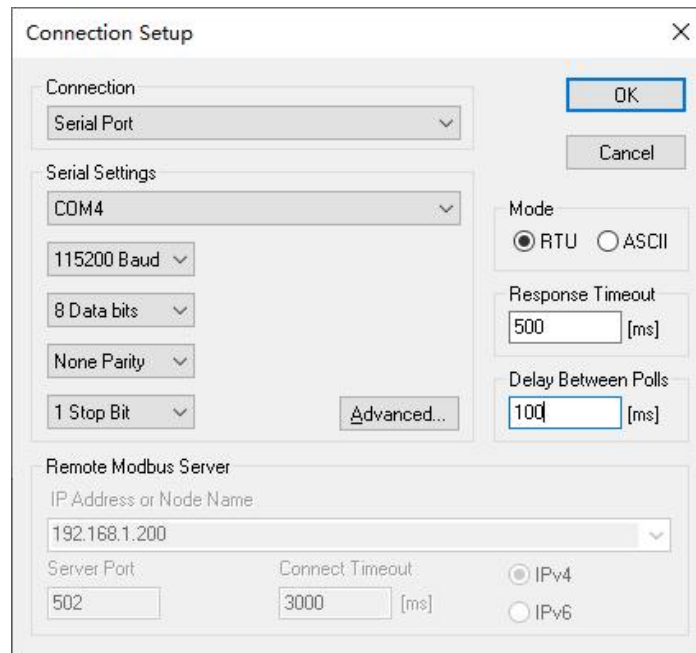 Connection Setup
Connection
Serial Port
OK
Cancel
Serial Settings
COM4
115200 Baud
8 Data bits
None Parity
1 Stop Bit
Advanced...
Mode
RTU ASCII
Response Timeout
500 [ms]
Delay Between Polls
100 [ms]
Remote Modbus Server
IP Address or Node Name
192.168.1.200
Server Port Connect Timeout
502 3000 [ms]
IPv4
IPv6